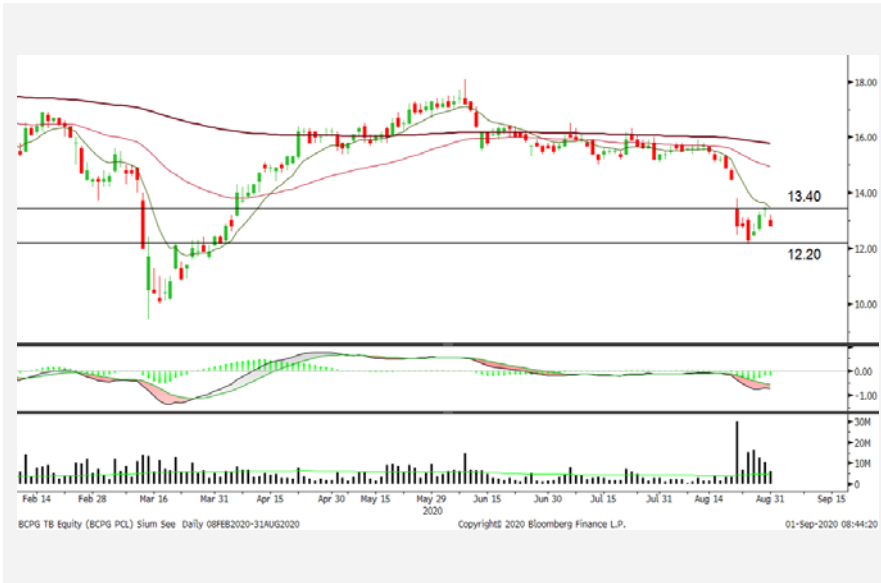 18.00
16.00
14.00
13.40
12.20
12.00
10.00
0.00
-1.00
30M
20M
10M
0
Feb 14 Feb 28 Mar 16 Mar 31 Apr 15 Apr 30 May 15 May 29 Jun 15 Jun 30 Jul 15 Jul 31 Aug 14 Aug 31 Sep 15
2020
BCPG TB Equity (BCPG PCL) Sium See Daily 08FEB2020-31AUG2020 Copyright© 2020 Bloomberg Finance L.P. 01-Sep-2020 08:44:20